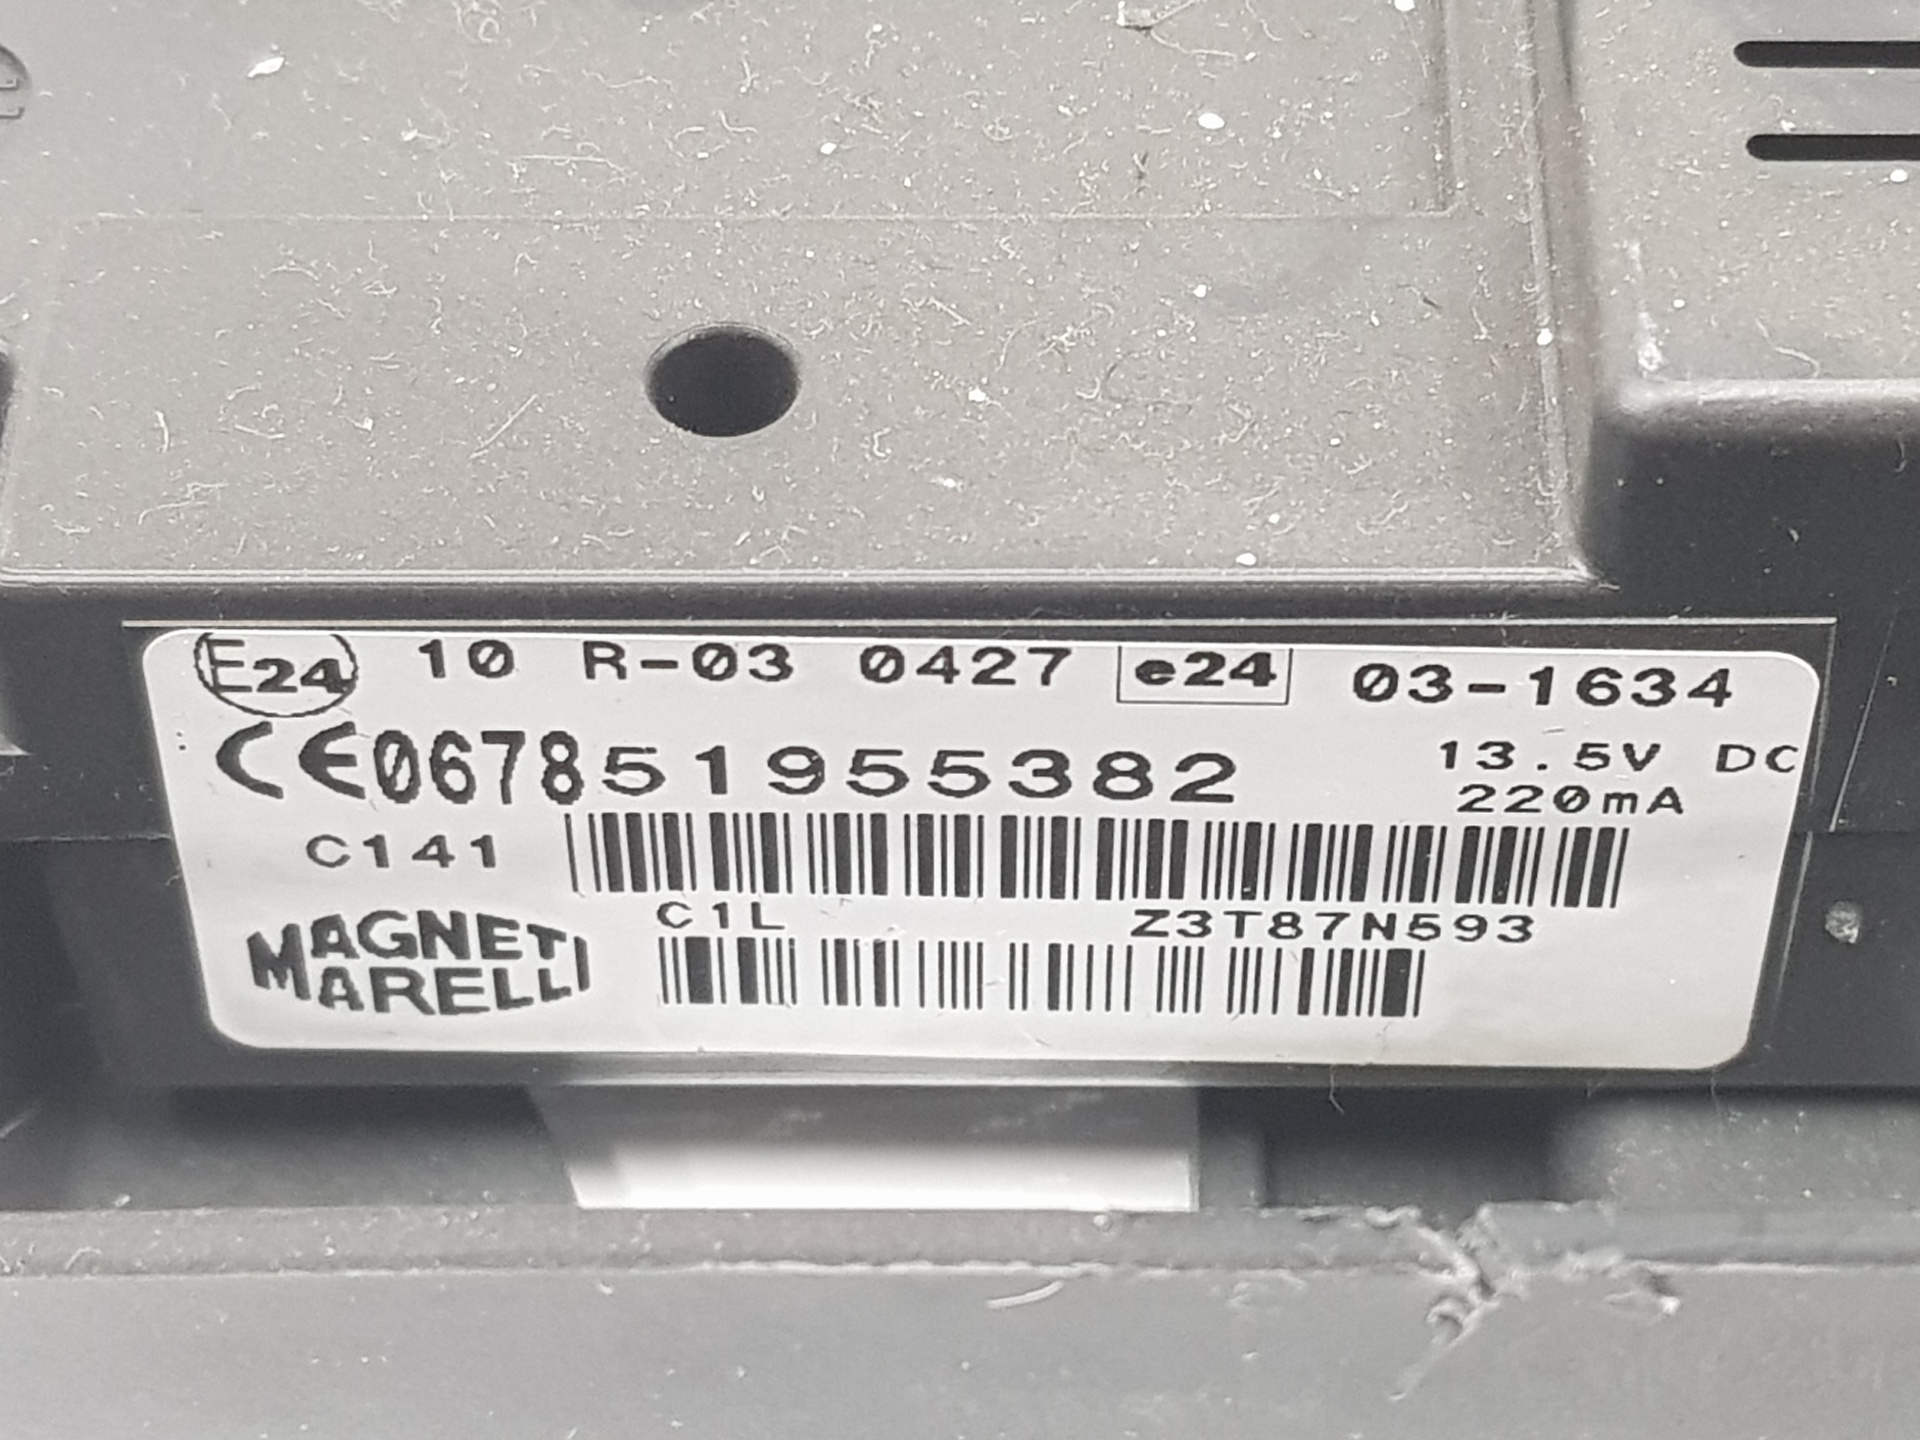 E24 10 R-03 0427 e24 03-1634
CE0678 51955382 13.5V DC
220mA
C141
C1L Z3T87N593
MAGNETI
MARELLI